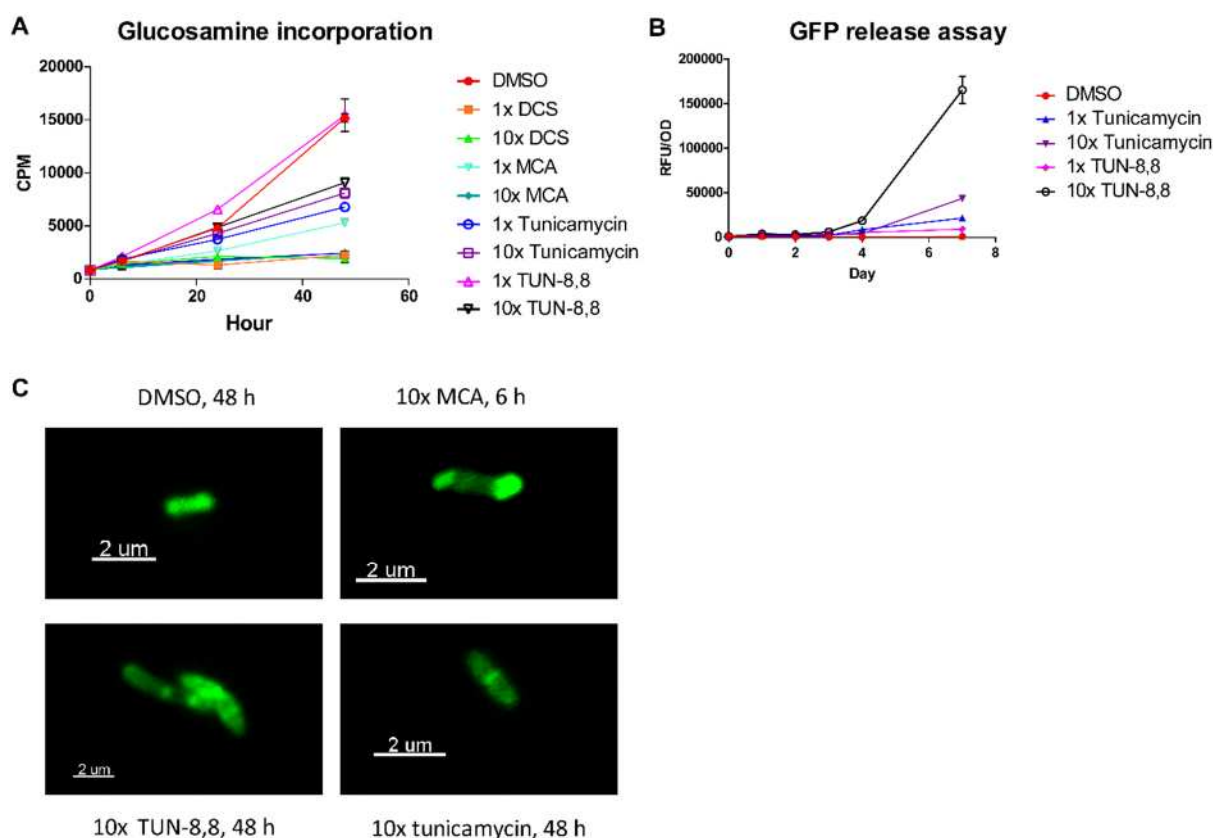 A
Glucosamine incorporation
20000
15000
10000
5000
0
CPM
0 20 40 60
Hour
DMSO
1x DCS
10x DCS
1x MCA
10x MCA
1x Tunicamycin
10x Tunicamycin
1x TUN-8,8
10x TUN-8,8
B
GFP release assay
200000
150000
100000
50000
0
RFU/OD
0 2 4 6 8
Day
DMSO
1x Tunicamycin
10x Tunicamycin
1x TUN-8,8
10x TUN-8,8
C
DMSO, 48 h
10x MCA, 6 h
2 um
2 um
2 um
2 um
10x TUN-8,8, 48 h
10x tunicamycin, 48 h